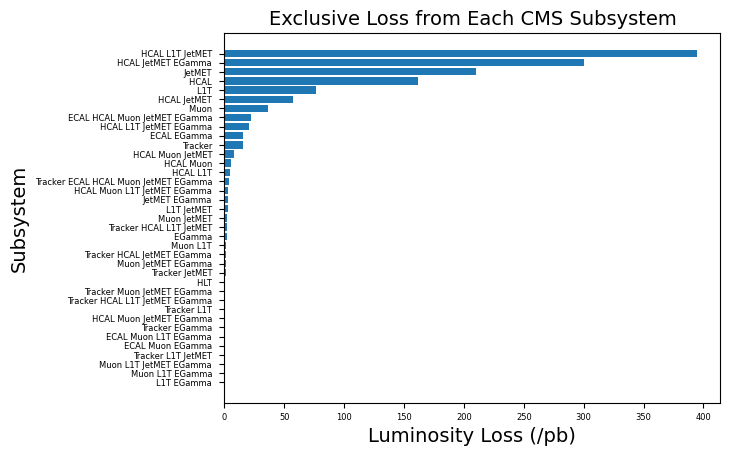 Exclusive Loss from Each CMS Subsystem
Subsystem
HCAL L1T JetMET
HCAL JetMET EGamma
JetMET
HCAL
L1T
HCAL JetMET
Muon
ECAL HCAL Muon JetMET EGamma
HCAL L1T JetMET EGamma
ECAL EGamma
Tracker
HCAL Muon JetMET
HCAL Muon
HCAL L1T
Tracker ECAL HCAL Muon JetMET EGamma
HCAL Muon L1T JetMET EGamma
JetMET EGamma
L1T JetMET
Muon JetMET
Tracker HCAL L1T JetMET
EGamma
Muon L1T
Tracker HCAL JetMET EGamma
Muon JetMET EGamma
Tracker JetMET
HLT
Tracker Muon JetMET EGamma
Tracker HCAL L1T JetMET EGamma
Tracker L1T
HCAL Muon JetMET EGamma
Tracker EGamma
ECAL Muon L1T EGamma
ECAL Muon EGamma
Tracker L1T JetMET
Muon L1T JetMET EGamma
Muon L1T EGamma
L1T EGamma
0 50 100 150 200 250 300 350 400
Luminosity Loss (/pb)